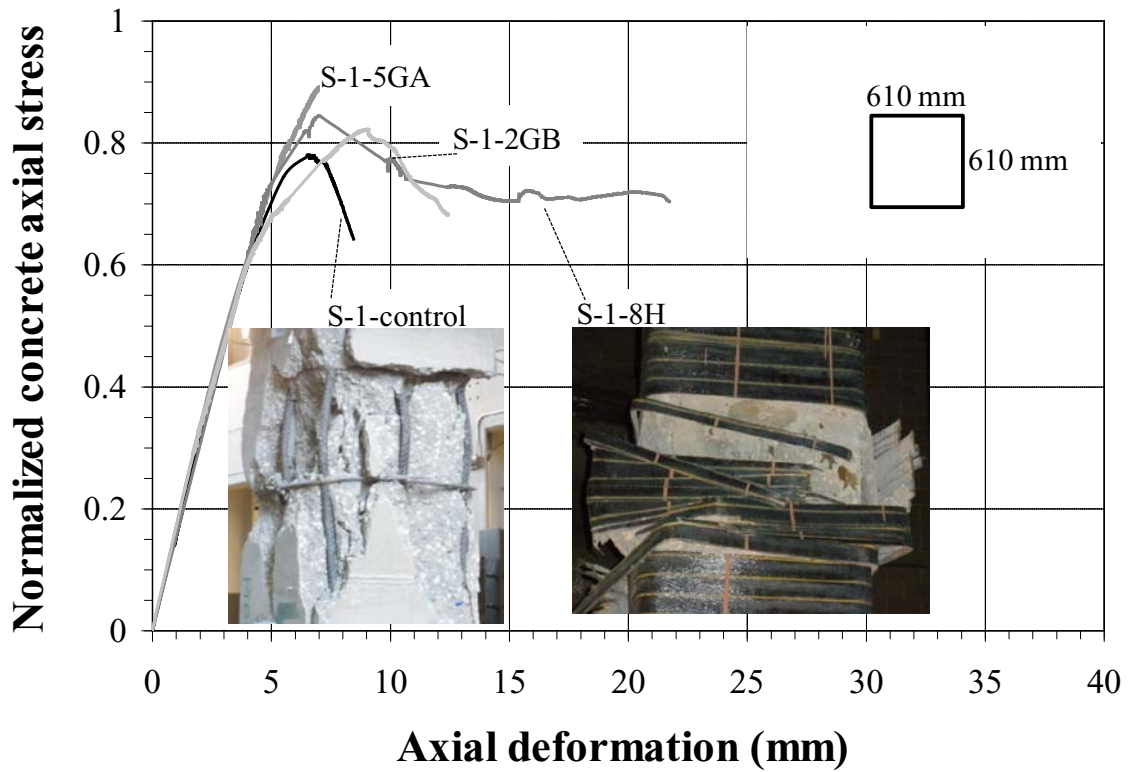 Normalized concrete axial stress
1
0.8
0.6
0.4
0.2
0
S-1-5GA
S-1-2GB
S-1-control
S-1-8H
610 mm
610 mm
0 5 10 15 20 25 30 35 40
Axial deformation (mm)